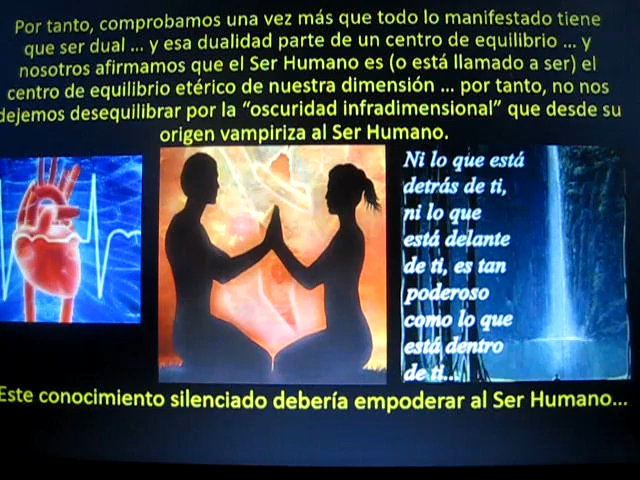 Por tanto, comprobamos una vez más que todo lo manifestado tiene
que ser dual ... y esa dualidad parte de un centro de equilibrio ... y
nosotros afirmamos que el Ser Humano es (o está llamado a ser) el
centro de equilibrio etérico de nuestra dimensión ... por tanto, no nos
dejemos desequilibrar por la “oscuridad infradimensional” que desde su
origen vampiriza al Ser Humano.
Ni lo que está
detrás de ti,
ni lo que
está delante
de ti, es tan
poderoso
como lo que
está dentro
de ti...
Este conocimiento silenciado debería empoderar al Ser Humano...